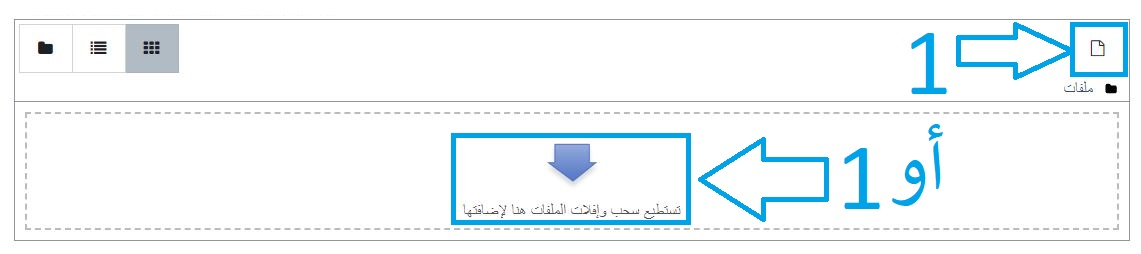 1
ملفات
أو 1
تستطيع سحب وإفلات الملفات هنا لإضافتها